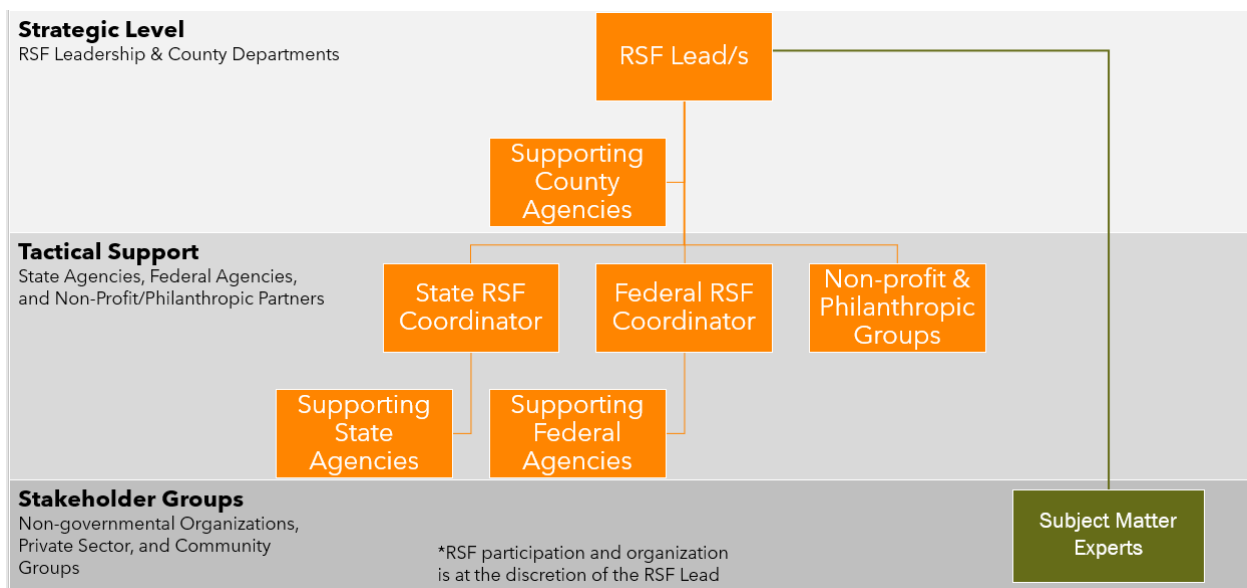 Strategic Level
RSF Leadership & County Departments
RSF Lead/s
Supporting
County
Agencies
Tactical Support
State Agencies, Federal Agencies,
and Non-Profit/Philanthropic Partners
State RSF
Coordinator
Federal RSF
Coordinator
Non-profit &
Philanthropic
Groups
Supporting
State
Agencies
Supporting
Federal
Agencies
Stakeholder Groups
Non-governmental Organizations,
Private Sector, and Community
Groups
*RSF participation and organization
is at the discretion of the RSF Lead
Subject Matter
Experts